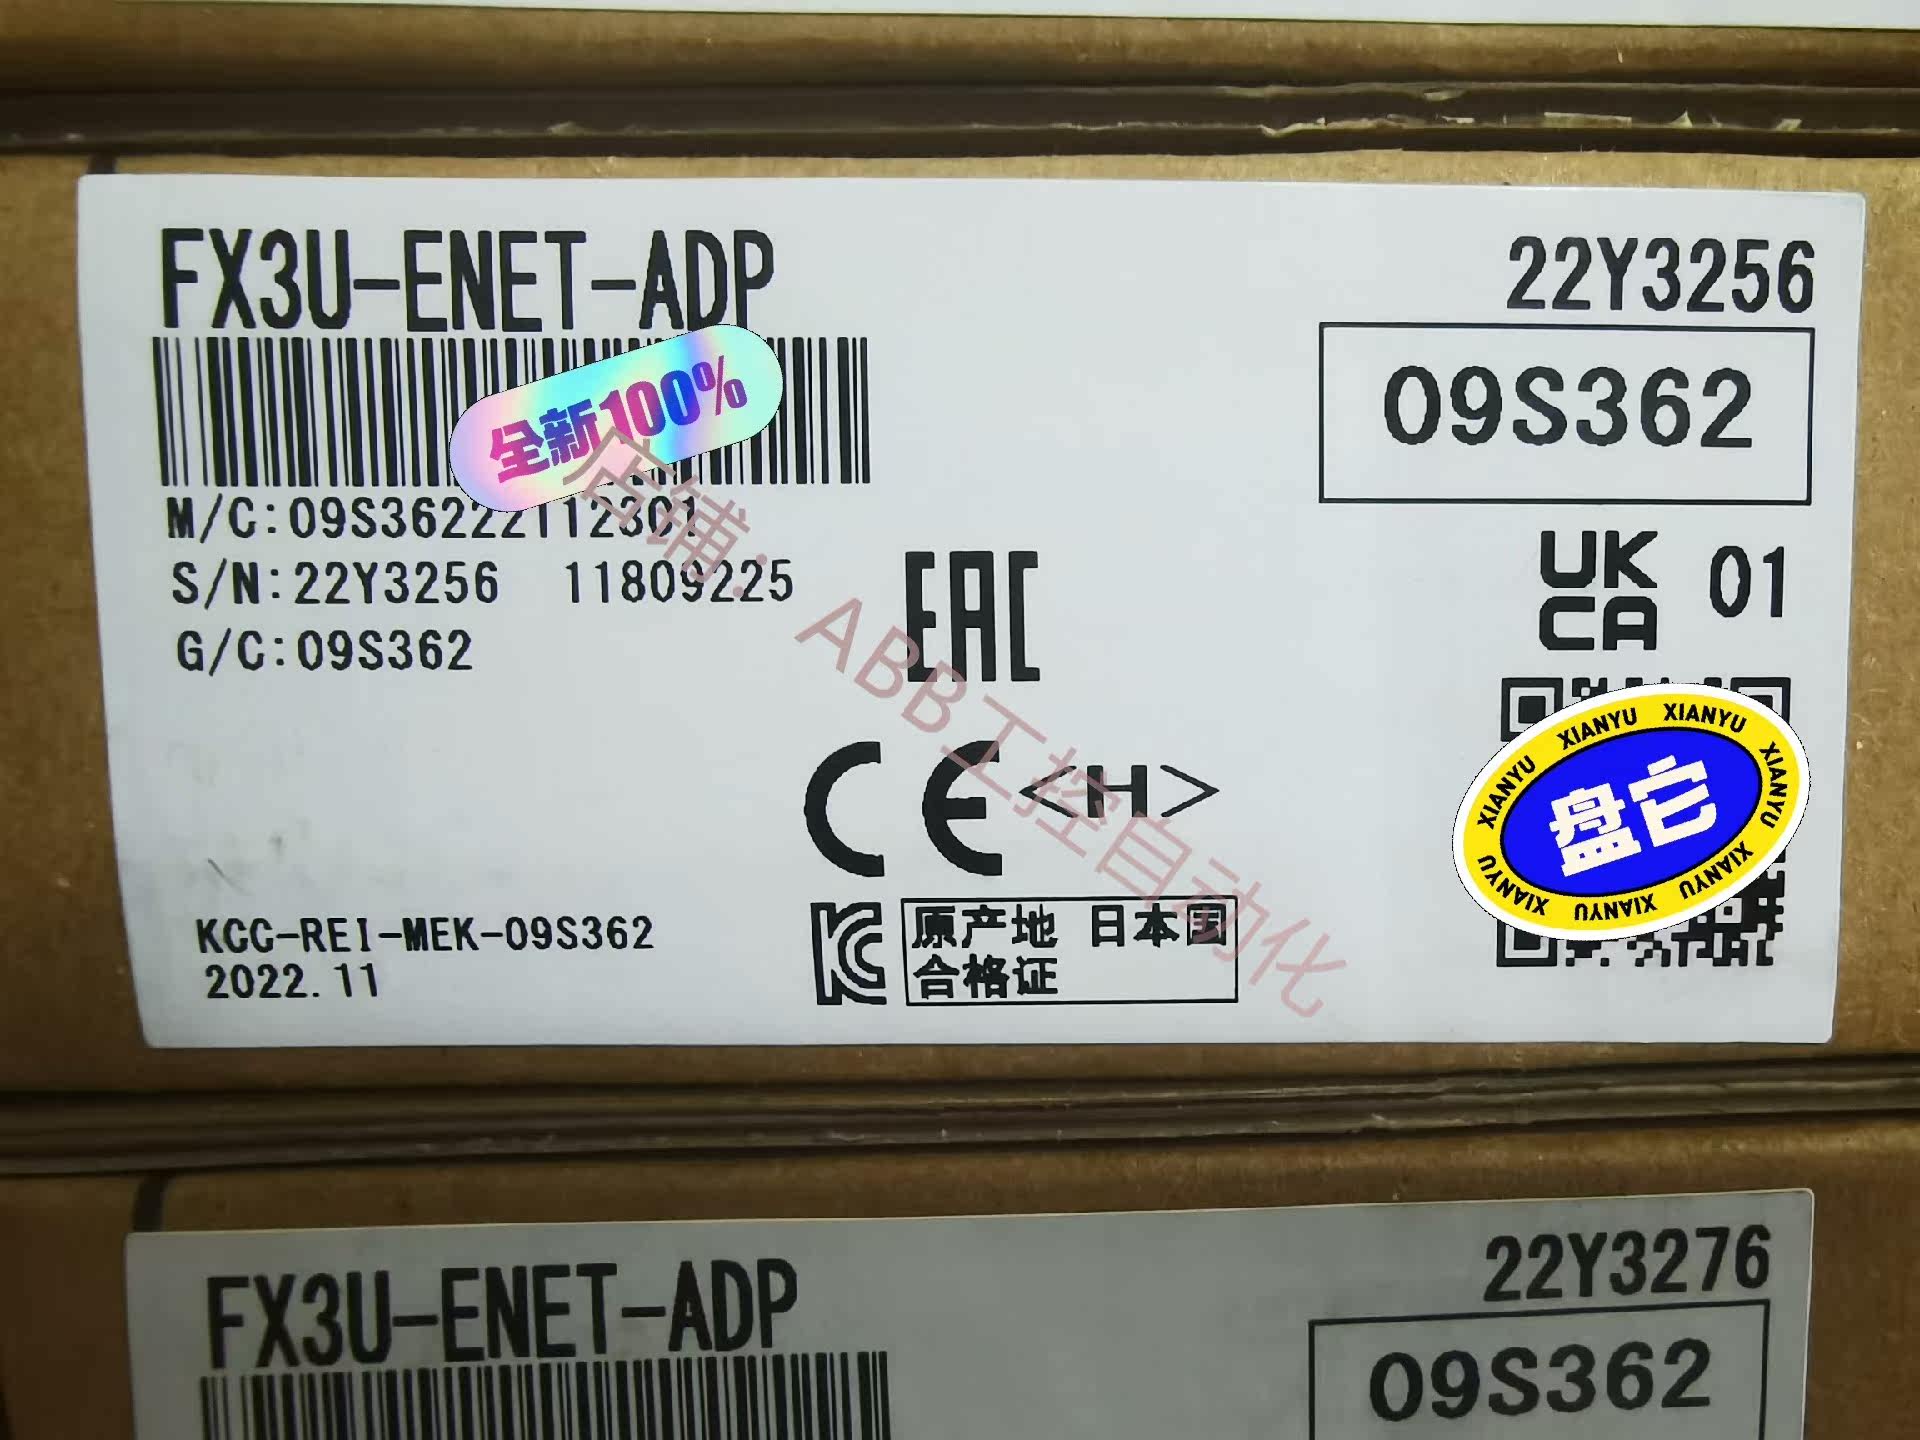 FX3U-ENET-ADP
22Y3256
全新100%
09S362
M/C:09S36222112301
S/N:22Y3256 11809225
G/C:09S362
EAC
UK
CA
01
CE
<H>
XIANYU XIANYU XIANYU XIANYU XIANYU XIANYU XIANYU XIANYU
盘它
KCC-REI-MEK-09S362
2022.11
原产地 日本国
合格证
店铺：ABB工控自动化
FX3U-ENET-ADP
22Y3276
09S362